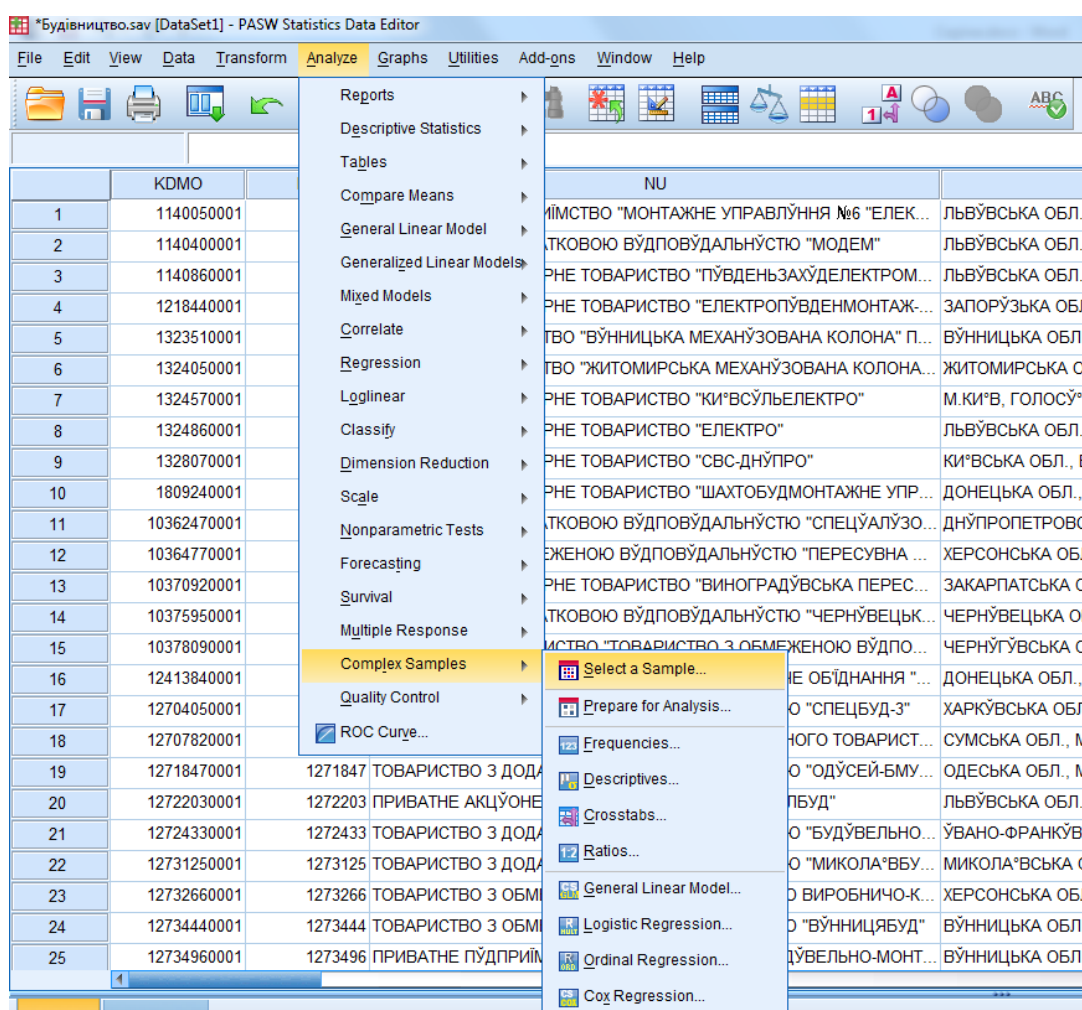 *Будівництво.sav [DataSet1] - PASW Statistics Data Editor
File Edit View Data Transform Analyze Graphs Utilities Add-ons Window Help
A
1
ABC
Reports
Descriptive Statistics
Tables
Compare Means
General Linear Model
Generalized Linear Models
Mixed Models
Correlate
Regression
Loglinear
Classify
Dimension Reduction
Scale
Nonparametric Tests
Forecasting
Survival
Multiple Response
Complex Samples
Quality Control
ROC Curve...
Select a Sample...
Prepare for Analysis...
Frequencies...
Descriptives...
Crosstabs...
Ratios...
General Linear Model...
Logistic Regression...
Ordinal Regression...
Cox Regression...
KDMO NU
1 1140050001 ИЇМСТВО "МОНТАЖНЕ УПРАВЛЎННЯ №6 "ЕЛЕК... ЛЬВЎВСЬКА ОБЛ.
2 1140400001 АТКОВОЮ ВЎДПОВЎДАЛЬНЎСТЮ "МОДЕМ" ЛЬВЎВСЬКА ОБЛ.
3 1140860001 РНЕ ТОВАРИСТВО "ПЎВДЕНЬЗАХЎДЕЛЕКТРОМ... ЛЬВЎВСЬКА ОБЛ.
4 1218440001 РНЕ ТОВАРИСТВО "ЕЛЕКТРОПЎВДЕНМОНТАЖ-... ЗАПОРЎЗЬКА ОБЛ
5 1323510001 ТВО "ВЎННИЦЬКА МЕХАНЎЗОВАНА КОЛОНА" П... ВЎННИЦЬКА ОБЛ
6 1324050001 ТВО "ЖИТОМИРСЬКА МЕХАНЎЗОВАНА КОЛОНА... ЖИТОМИРСЬКА О
7 1324570001 РНЕ ТОВАРИСТВО "КИ°ВСЎЛЬЕЛЕКТРО" М.КИ°В, ГОЛОСЎ°
8 1324860001 РНЕ ТОВАРИСТВО "ЕЛЕКТРО" ЛЬВЎВСЬКА ОБЛ.
9 1328070001 РНЕ ТОВАРИСТВО "СВС-ДНЎПРО" КИ°ВСЬКА ОБЛ.,
10 1809240001 РНЕ ТОВАРИСТВО "ШАХТОБУДМОНТАЖНЕ УПР... ДОНЕЦЬКА ОБЛ.,
11 10362470001 АТКОВОЮ ВЎДПОВЎДАЛЬНЎСТЮ "СПЕЦЎАЛЎЗО... ДНЎПРОПЕТРОВС
12 10364770001 ЕЖЕНОЮ ВЎДПОВЎДАЛЬНЎСТЮ "ПЕРЕСУВНА ... ХЕРСОНСЬКА ОБ
13 10370920001 РНЕ ТОВАРИСТВО "ВИНОГРАДЎВСЬКА ПЕРЕС... ЗАКАРПАТСЬКА О
14 10375950001 АТКОВОЮ ВЎДПОВЎДАЛЬНЎСТЮ "ЧЕРНЎВЕЦЬК... ЧЕРНЎВЕЦЬКА О
15 10378090001 ИСТВО "ТОВАРИСТВО З ОБМЕЖЕНОЮ ВЎДПО... ЧЕРНЎГЎВСЬКА О
16 12413840001 НЕ ОБ'ЇДНАННЯ "... ДОНЕЦЬКА ОБЛ.,
17 12704050001 Ю "СПЕЦБУД-3" ХАРКЎВСЬКА ОБЛ
18 12707820001 НОГО ТОВАРИСТ... СУМСЬКА ОБЛ., М
19 12718470001 1271847 ТОВАРИСТВО З ДОДА Ю "ОДЎСЕЙ-БМУ... ОДЕСЬКА ОБЛ., М
20 12722030001 1272203 ПРИВАТНЕ АКЦЎОНЕ ЛБУД" ЛЬВЎВСЬКА ОБЛ.
21 12724330001 1272433 ТОВАРИСТВО З ДОДА Ю "БУДЎВЕЛЬНО... ЎВАНО-ФРАНКЎВ
22 12731250001 1273125 ТОВАРИСТВО З ДОДА Ю "МИКОЛА°ВБУ... МИКОЛА°ВСЬКА О
23 12732660001 1273266 ТОВАРИСТВО З ОБМ Ю ВИРОБНИЧО-К... ХЕРСОНСЬКА ОБ
24 12734440001 1273444 ТОВАРИСТВО З ОБМ Ю "ВЎННИЦЯБУД" ВЎННИЦЬКА ОБЛ
25 12734960001 1273496 ПРИВАТНЕ ПЎДПРИЇМ ДЎВЕЛЬНО-МОНТ... ВЎННИЦЬКА ОБЛ